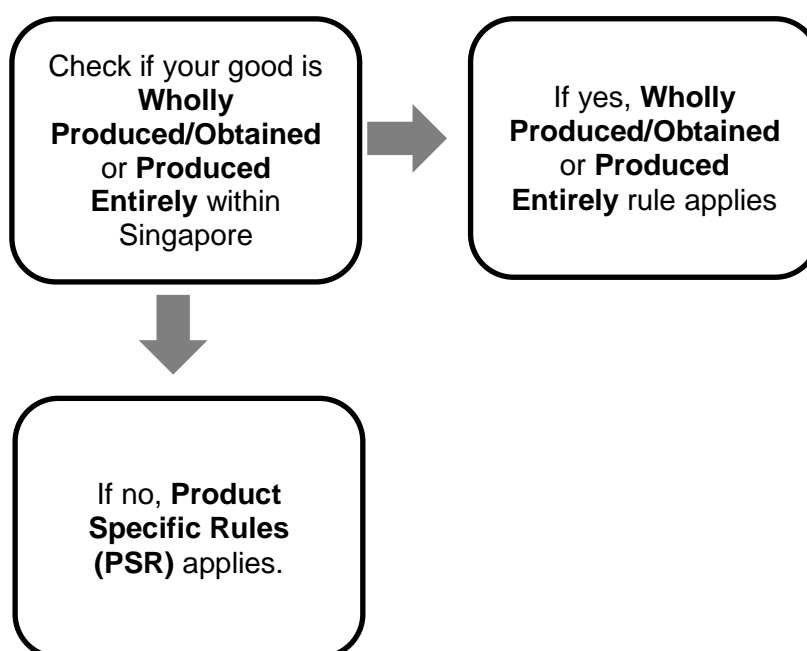 Check if your good is
Wholly
Produced/Obtained
or Produced
Entirely within
Singapore
If yes, Wholly
Produced/Obtained
or Produced
Entirely rule applies
If no, Product
Specific Rules
(PSR) applies.